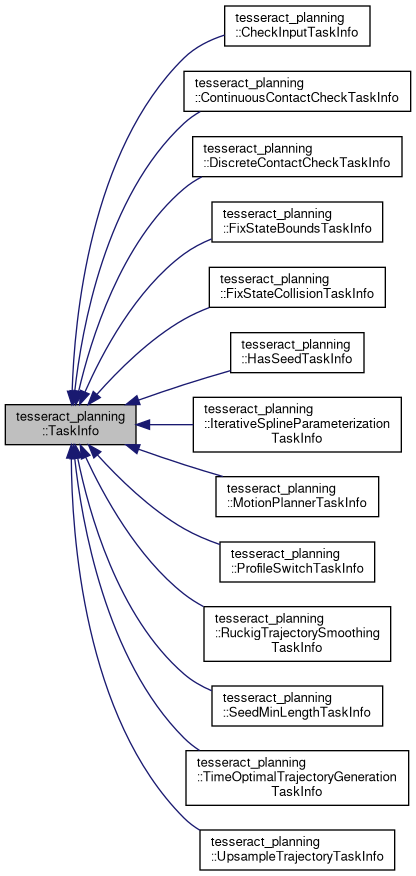 tesseract_planning
::CheckInputTaskInfo
tesseract_planning
::ContinuousContactCheckTaskInfo
tesseract_planning
::DiscreteContactCheckTaskInfo
tesseract_planning
::FixStateBoundsTaskInfo
tesseract_planning
::FixStateCollisionTaskInfo
tesseract_planning
::HasSeedTaskInfo
tesseract_planning
::TaskInfo
tesseract_planning
::IterativeSplineParameterization
TaskInfo
tesseract_planning
::MotionPlannerTaskInfo
tesseract_planning
::ProfileSwitchTaskInfo
tesseract_planning
::RuckigTrajectorySmoothing
TaskInfo
tesseract_planning
::SeedMinLengthTaskInfo
tesseract_planning
::TimeOptimalTrajectoryGeneration
TaskInfo
tesseract_planning
::UpsampleTrajectoryTaskInfo